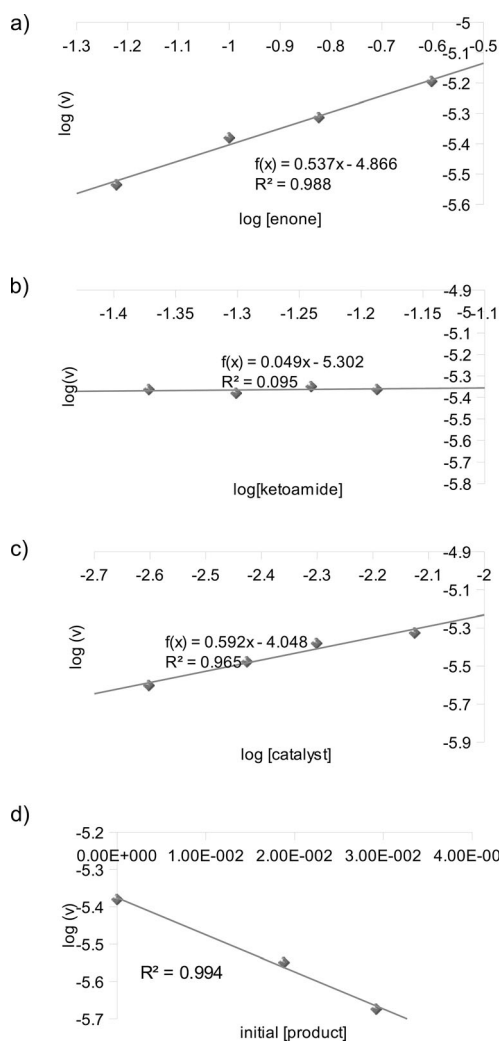 a)
-5
-1.3 -1.2 -1.1 -1 -0.9 -0.8 -0.7 -0.6 -0.5
-5.1
-5.2
-5.3
-5.4
-5.5
-5.6
log (v)
f(x) = 0.537x - 4.866
R² = 0.988
log [enone]
b)
-4.9
-1.4 -1.35 -1.3 -1.25 -1.2 -1.15 -1.1
-5
-5.1
-5.2
-5.3
-5.4
-5.5
-5.6
-5.7
-5.8
log(v)
f(x) = 0.049x - 5.302
R² = 0.095
log[ketoamide]
c)
-4.9
-2.7 -2.6 -2.5 -2.4 -2.3 -2.2 -2.1 -2
-5.1
-5.3
-5.5
-5.7
-5.9
log (v)
f(x) = 0.592x - 4.048
R² = 0.965
log [catalyst]
d)
-5.2
0.00E+000 1.00E-002 2.00E-002 3.00E-002 4.00E-00
-5.3
-5.4
-5.5
-5.6
-5.7
log (v)
R² = 0.994
initial [product]